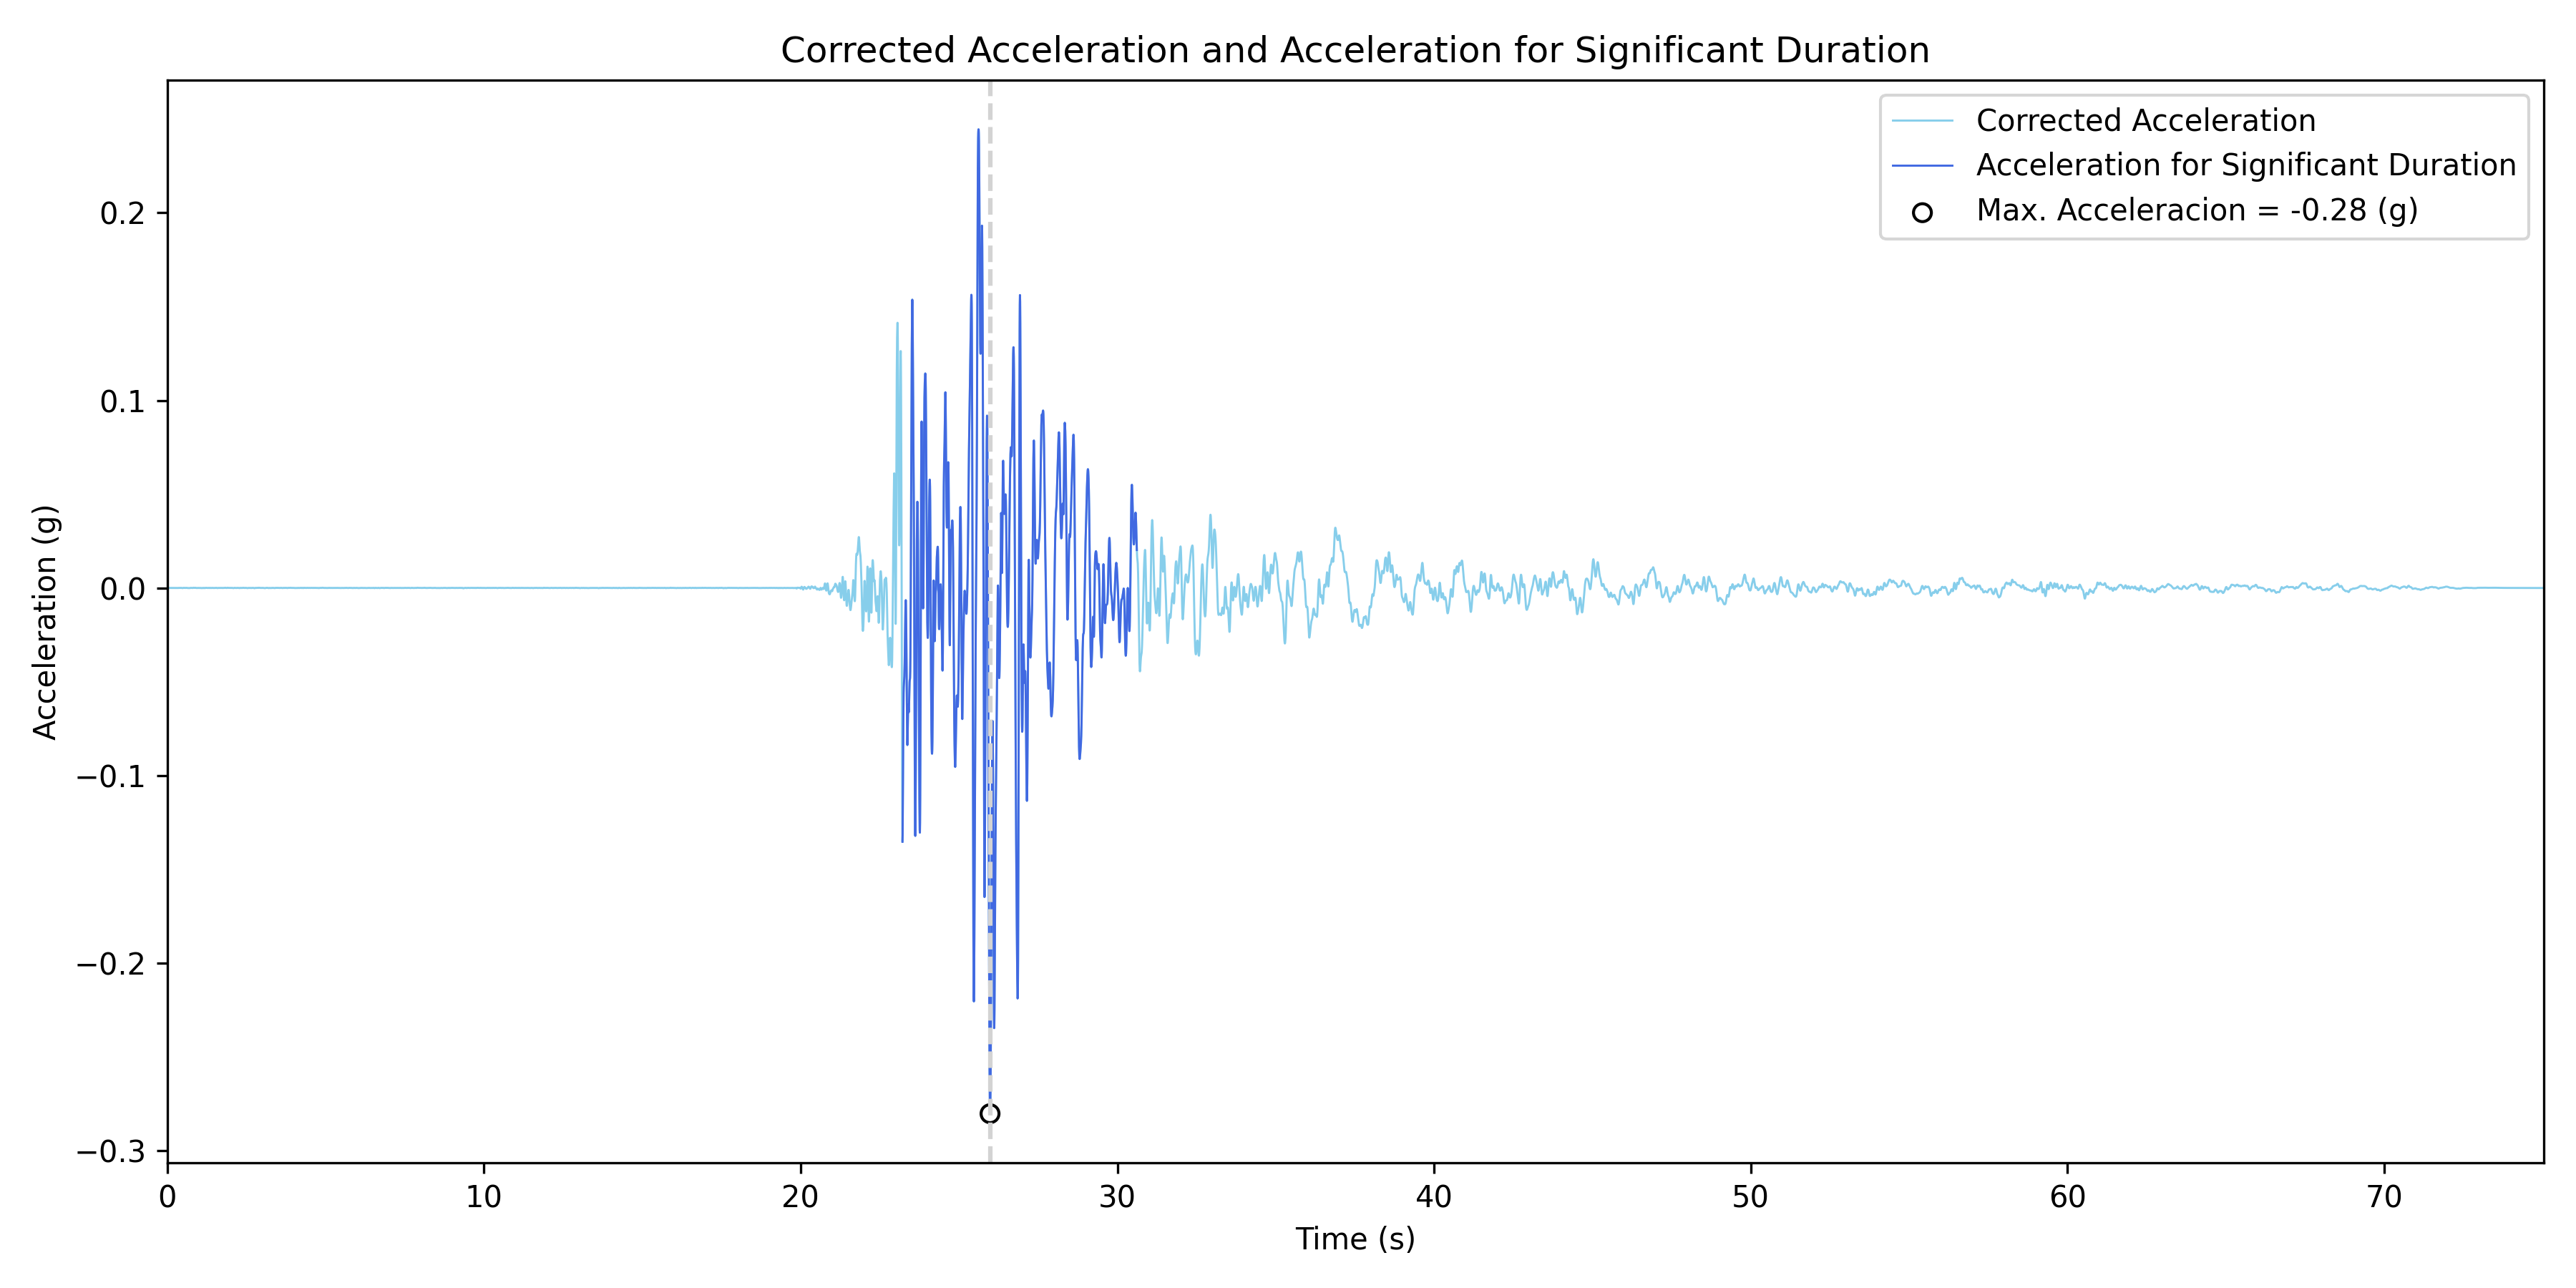 Corrected Acceleration and Acceleration for Significant Duration
Corrected Acceleration
Acceleration for Significant Duration
Max. Acceleracion = -0.28 (g)
Acceleration (g)
0.2
0.1
0.0
−0.1
−0.2
−0.3
0 10 20 30 40 50 60 70
Time (s)